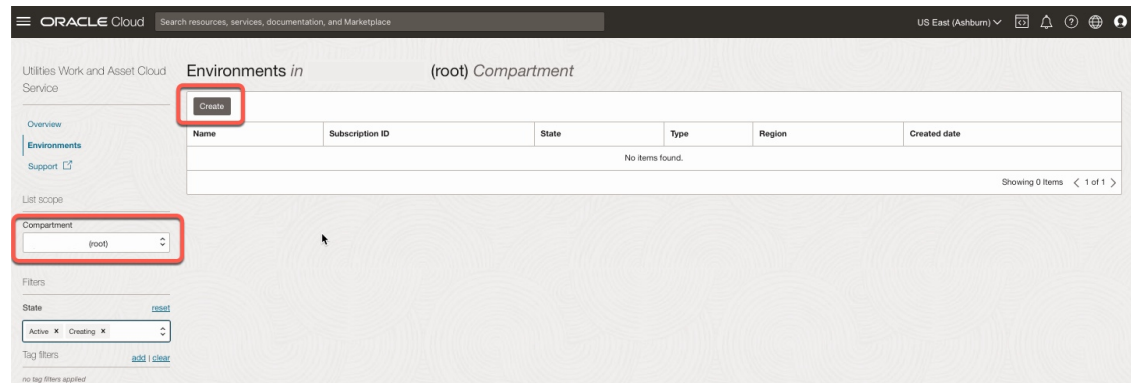 ORACLE Cloud
Search resources, services, documentation, and Marketplace
US East (Ashburn)
Utilities Work and Asset Cloud
Service
Overview
Environments
Support
List scope
Compartment
(root)
Filters
State reset
Active × Creating ×
Tag filters add | clear
no tag filters applied
Environments in (root) Compartment
Create
Name Subscription ID State Type Region Created date
No items found.
Showing 0 Items < 1 of 1 >